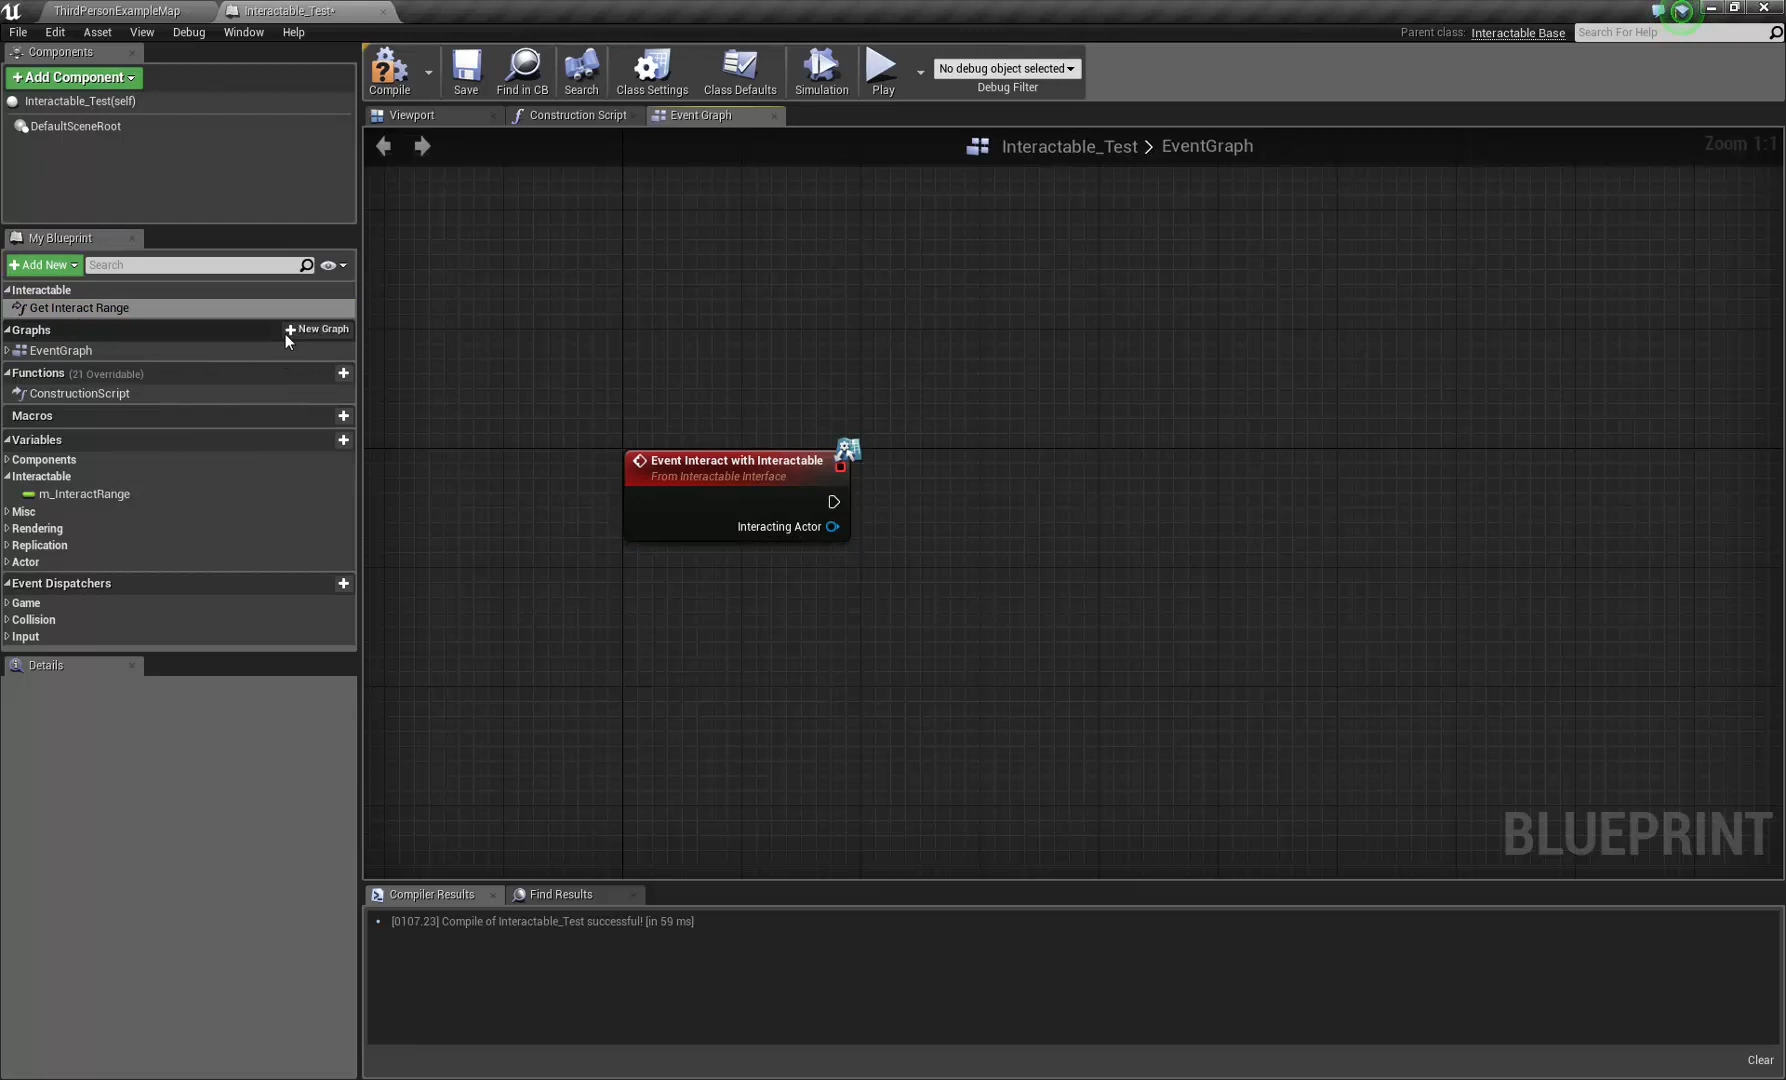 ThirdPersonExampleMap
Interactable_Test*
File Edit Asset View Debug Window Help
Parent class: Interactable Base
Search For Help
Components
+Add Component
Interactable_Test(self)
DefaultSceneRoot
Compile
Save
Find in CB
Search
Class Settings
Class Defaults
Simulation
Play
No debug object selected
Debug Filter
Viewport
Construction Script
Event Graph
Interactable_Test > EventGraph
Zoom 1:1
My Blueprint
+Add New
Search
Interactable
Get Interact Range
Graphs
+ New Graph
EventGraph
Functions (21 Overridable)
ConstructionScript
Macros
Variables
Components
Interactable
m_InteractRange
Misc
Rendering
Replication
Actor
Event Dispatchers
Game
Collision
Input
Details
Event Interact with Interactable
From Interactable Interface
Interacting Actor
BLUEPRINT
Compiler Results
Find Results
[0107.23] Compile of Interactable_Test successful! [in 59 ms]
Clear